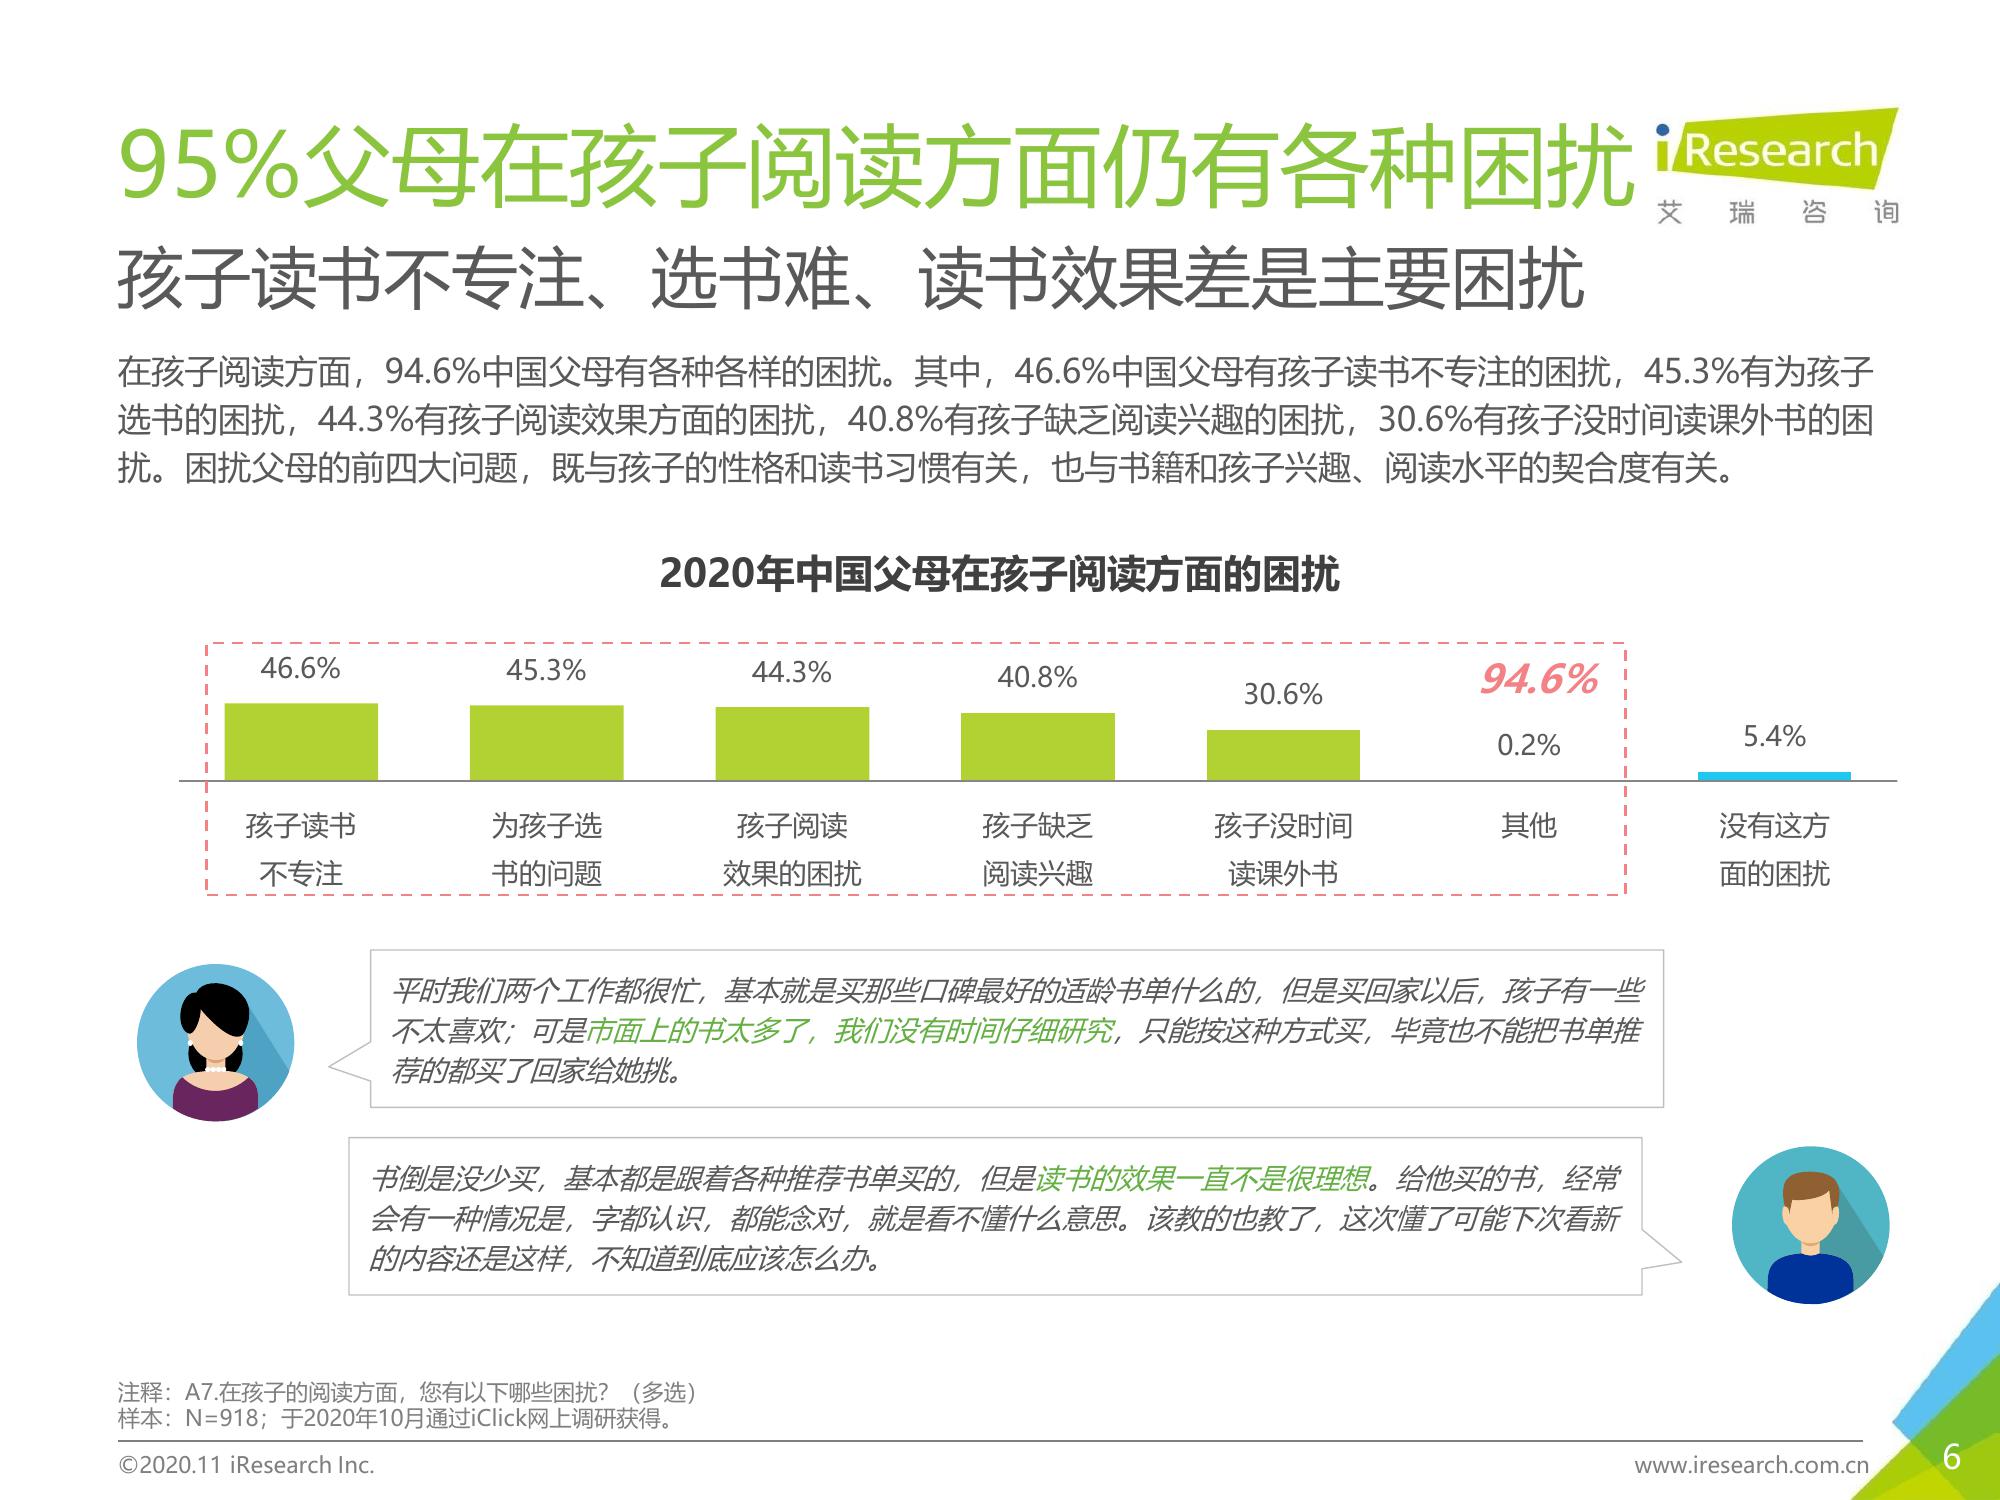 95%父母在孩子阅读方面仍有各种困扰
iResearch
艾瑞咨询
孩子读书不专注、选书难、读书效果差是主要困扰
在孩子阅读方面，94.6%中国父母有各种各样的困扰。其中，46.6%中国父母有孩子读书不专注的困扰，45.3%有为孩子
选书的困扰，44.3%有孩子阅读效果方面的困扰，40.8%有孩子缺乏阅读兴趣的困扰，30.6%有孩子没时间读课外书的困
扰。困扰父母的前四大问题，既与孩子的性格和读书习惯有关，也与书籍和孩子兴趣、阅读水平的契合度有关。
2020年中国父母在孩子阅读方面的困扰
46.6%
45.3%
44.3%
40.8%
30.6%
94.6%
0.2%
5.4%
孩子读书
不专注
为孩子选
书的问题
孩子阅读
效果的困扰
孩子缺乏
阅读兴趣
孩子没时间
读课外书
其他
没有这方
面的困扰
平时我们两个工作都很忙，基本就是买那些口碑最好的适龄书单什么的，但是买回家以后，孩子有一些
不太喜欢；可是市面上的书太多了，我们没有时间仔细研究，只能按这种方式买，毕竟也不能把书单推
荐的都买了回家给她挑。
书倒是没少买，基本都是跟着各种推荐书单买的，但是读书的效果一直不是很理想。给他买的书，经常
会有一种情况是，字都认识，都能念对，就是看不懂什么意思。该教的也教了，这次懂了可能下次看新
的内容还是这样，不知道到底应该怎么办。
注释：A7.在孩子的阅读方面，您有以下哪些困扰？（多选）
样本：N=918；于2020年10月通过iClick网上调研获得。
©2020.11 iResearch Inc.
www.iresearch.com.cn
6